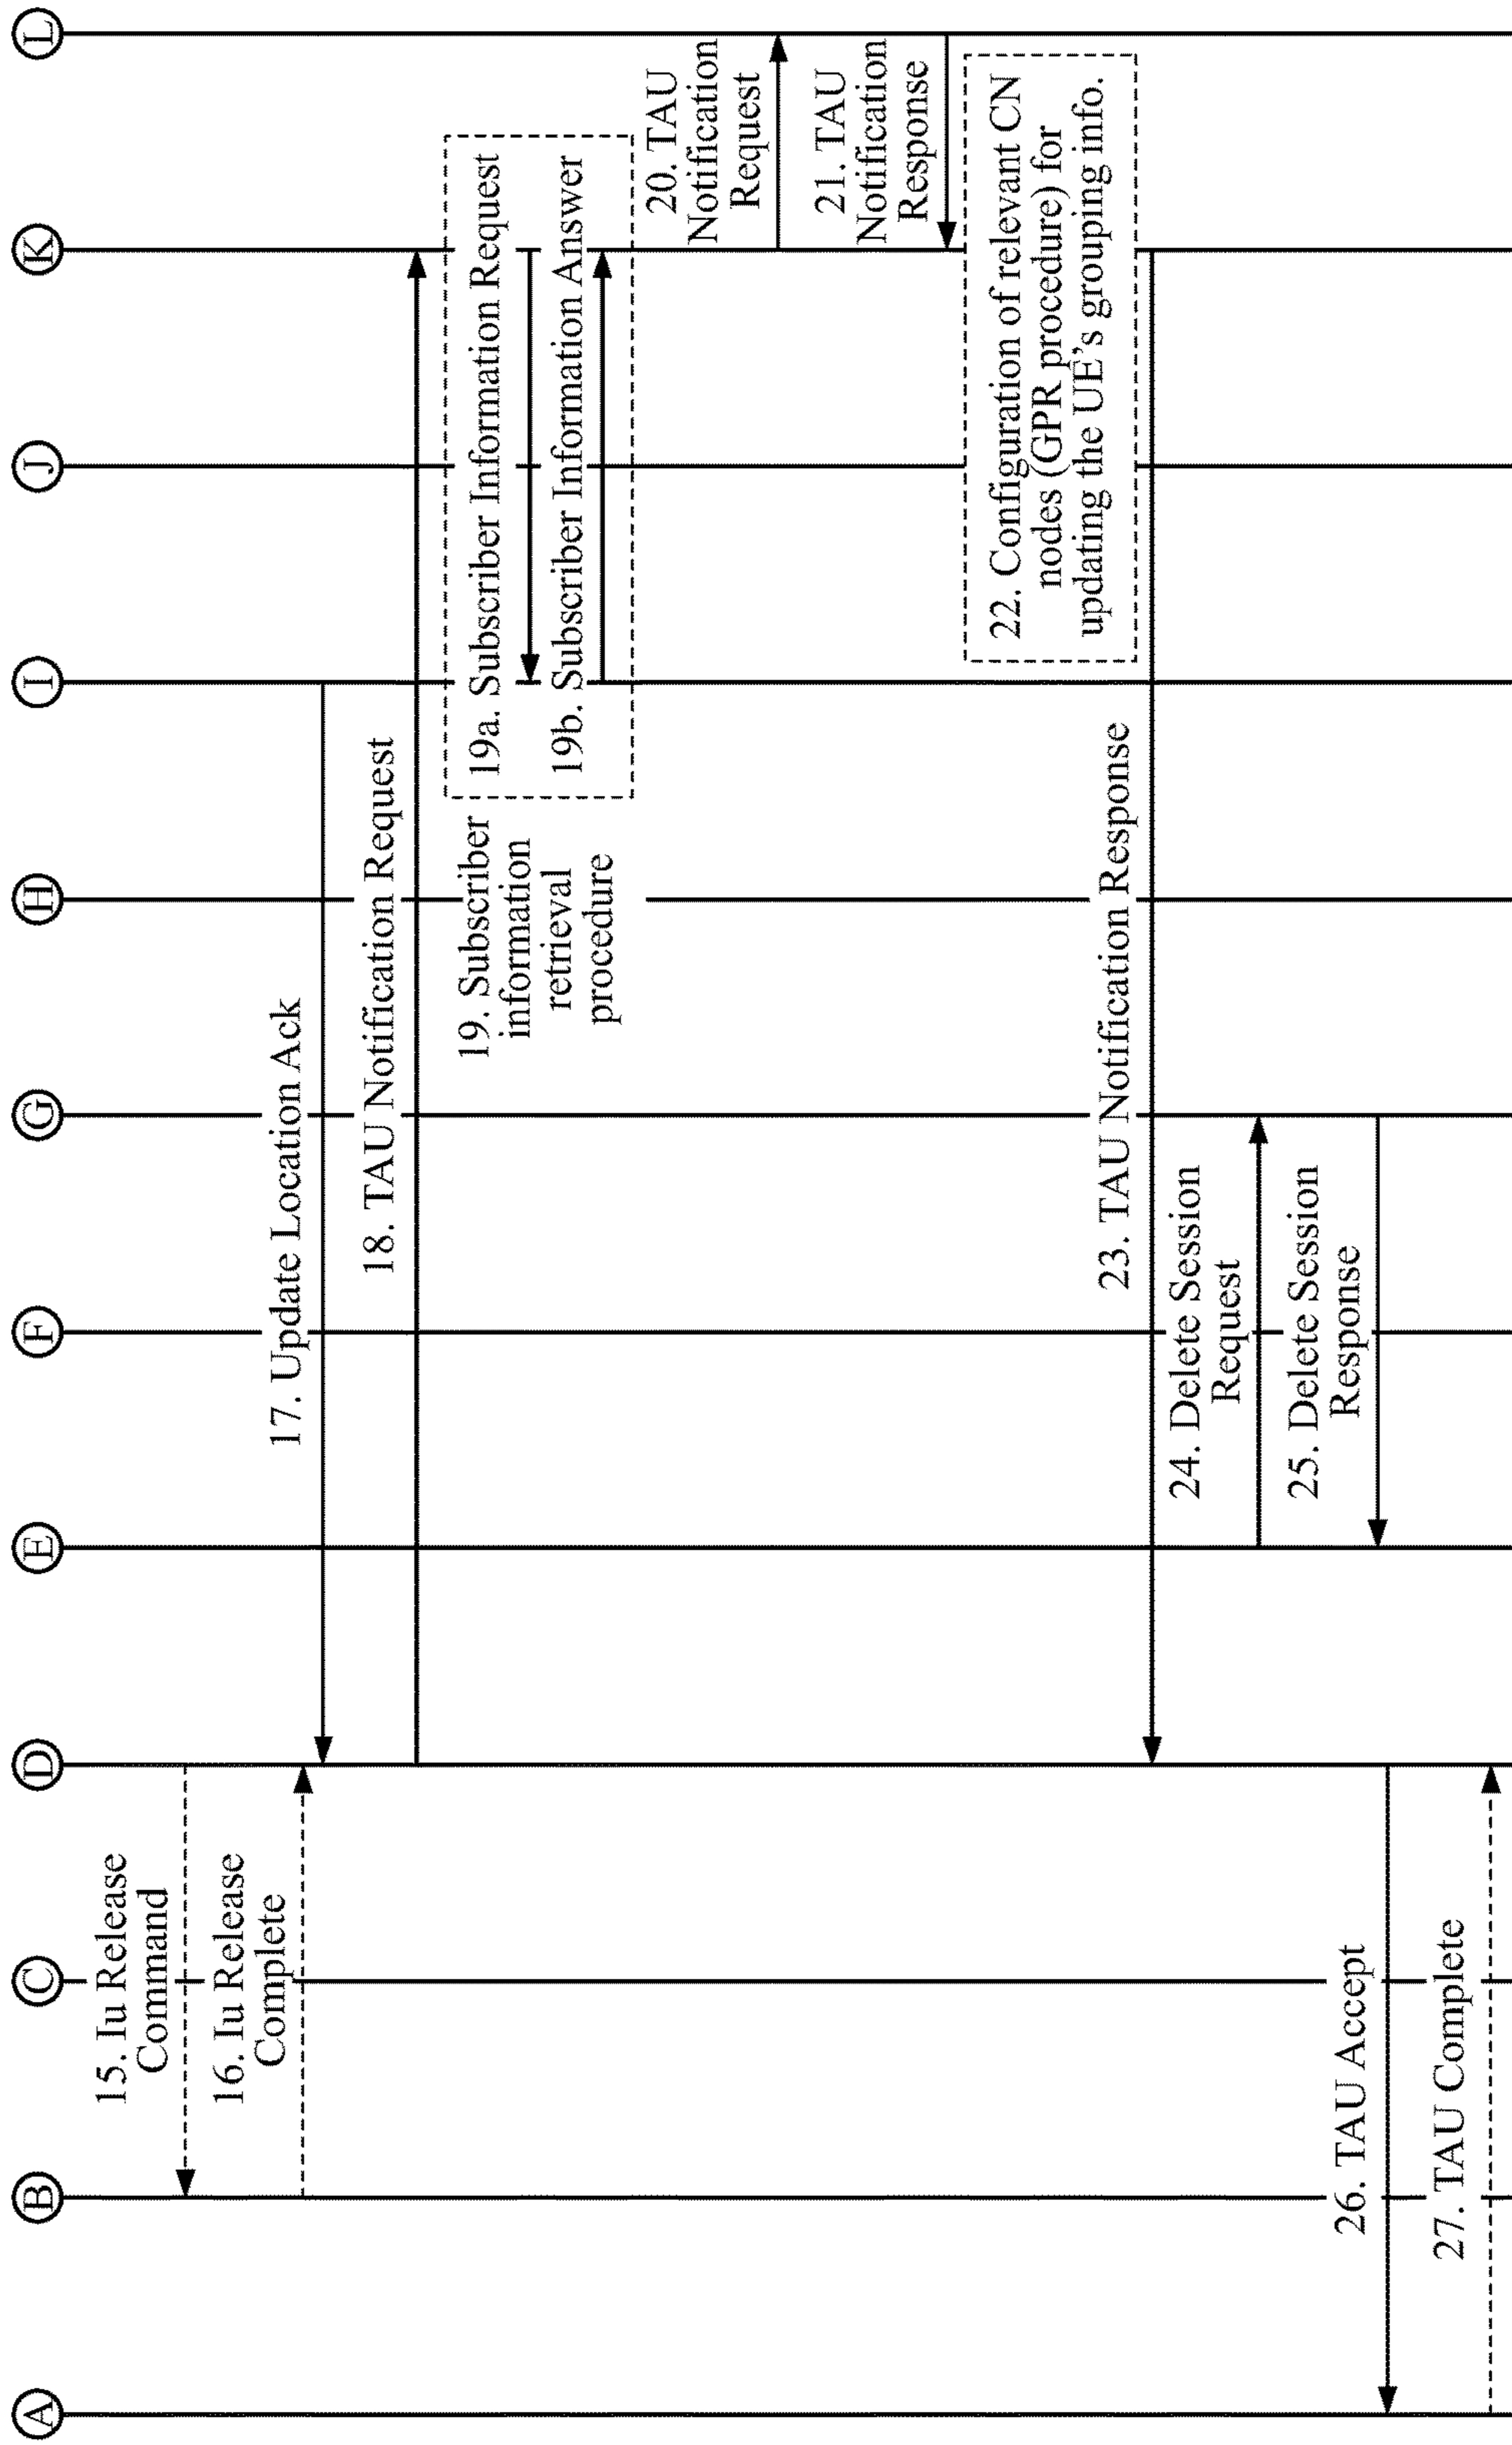 A
B
C
D
E
F
G
H
I
J
K
L
15. Iu Release
Command
16. Iu Release
Complete
17. Update Location Ack
18. TAU Notification Request
19. Subscriber
information
retrieval
procedure
19a. Subscriber Information Request
19b. Subscriber Information Answer
20. TAU
Notification
Request
21. TAU
Notification
Response
22. Configuration of relevant CN
nodes (GPR procedure) for
updating the UE's grouping info.
23. TAU Notification Response
24. Delete Session
Request
25. Delete Session
Response
26. TAU Accept
27. TAU Complete